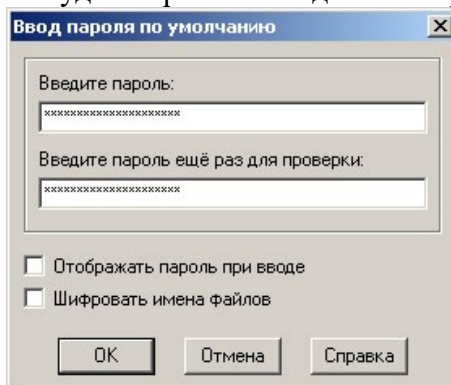 Ввод пароля по умолчанию
Введите пароль:
********************
Введите пароль ещё раз для проверки:
********************
Отображать пароль при вводе
Шифровать имена файлов
OK Отмена Справка